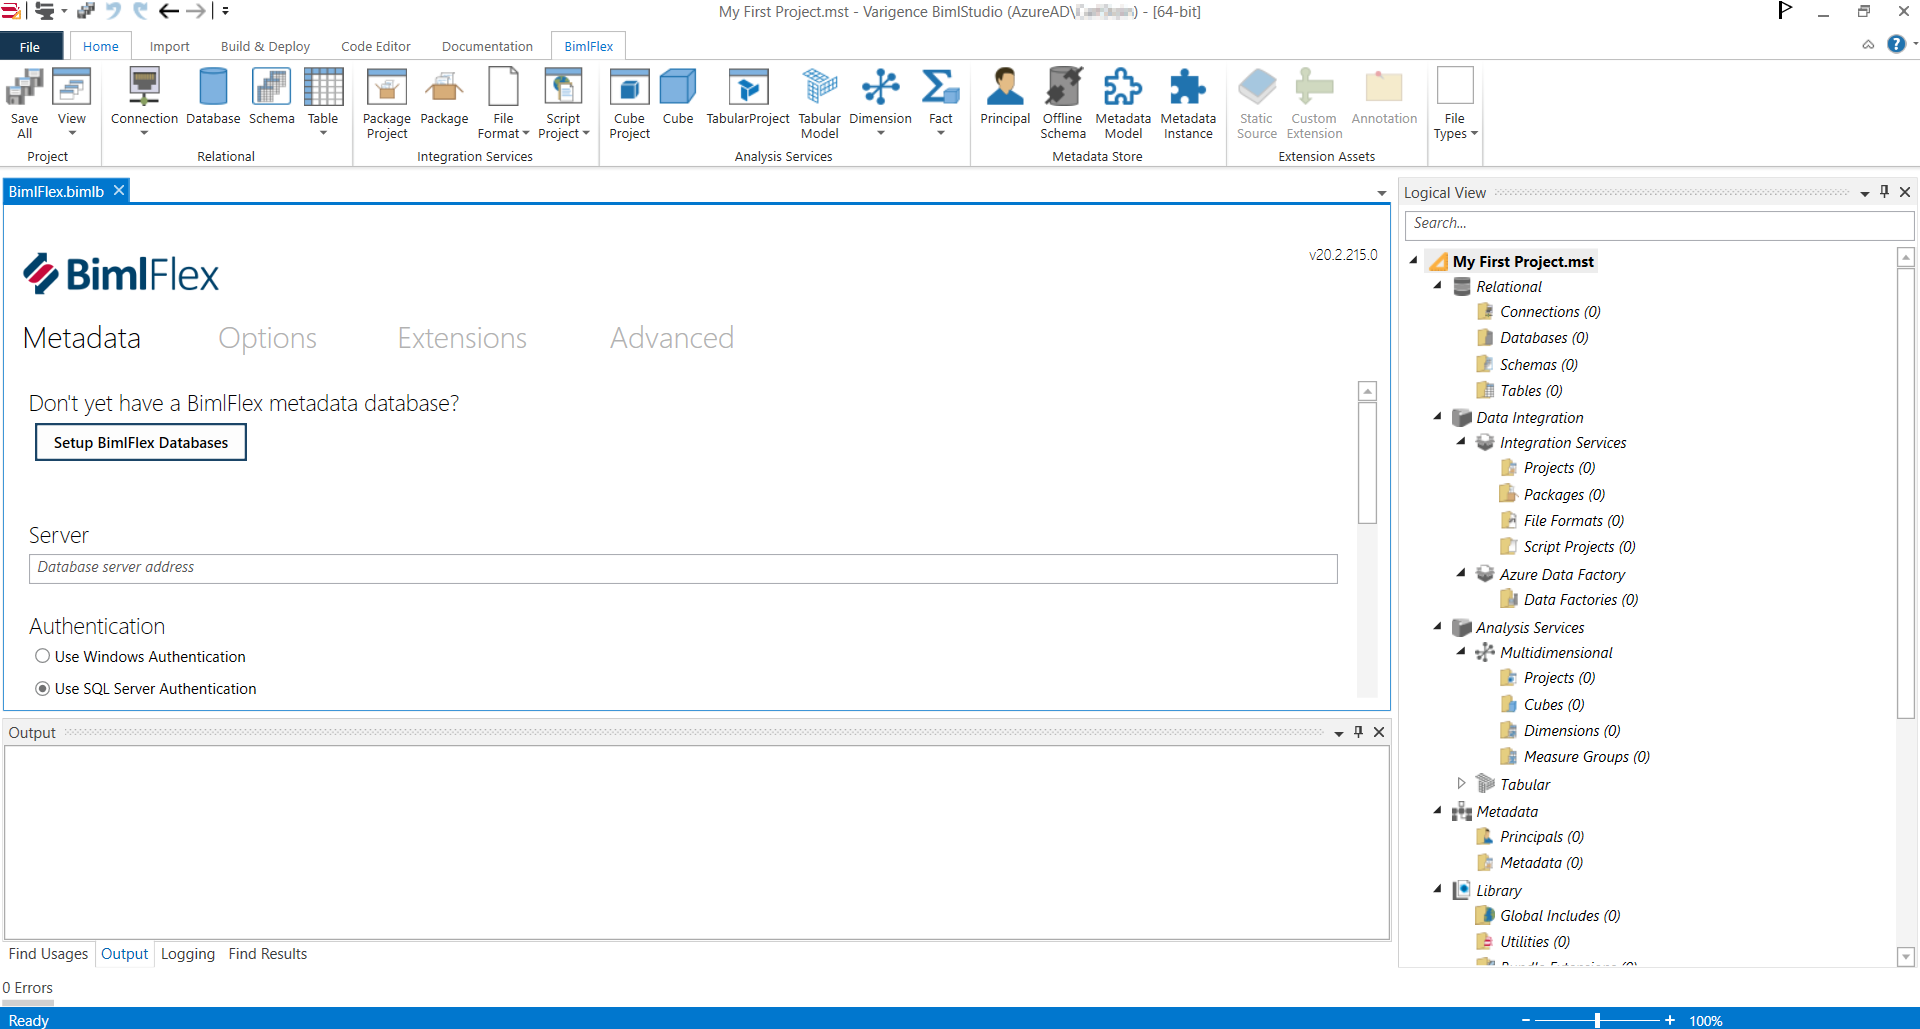 My First Project.mst - Varigence BimlStudio (AzureAD\ ) - [64-bit]
File Home Import Build & Deploy Code Editor Documentation BimlFlex
Save All View Connection Database Schema Table Package Project Package File Format Script Project Cube Project Cube TabularProject Tabular Model Dimension Fact Principal Offline Schema Metadata Model Metadata Instance Static Source Custom Extension Annotation File Types
Project Relational Integration Services Analysis Services Metadata Store Extension Assets
BimlFlex.bimlb
BimlFlex
v20.2.215.0
Metadata Options Extensions Advanced
Don't yet have a BimlFlex metadata database?
Setup BimlFlex Databases
Server
Database server address
Authentication
Use Windows Authentication
Use SQL Server Authentication
Output
Find Usages Output Logging Find Results
0 Errors
Ready
100%
Logical View
Search...
My First Project.mst
Relational
Connections (0)
Databases (0)
Schemas (0)
Tables (0)
Data Integration
Integration Services
Projects (0)
Packages (0)
File Formats (0)
Script Projects (0)
Azure Data Factory
Data Factories (0)
Analysis Services
Multidimensional
Projects (0)
Cubes (0)
Dimensions (0)
Measure Groups (0)
Tabular
Metadata
Principals (0)
Metadata (0)
Library
Global Includes (0)
Utilities (0)